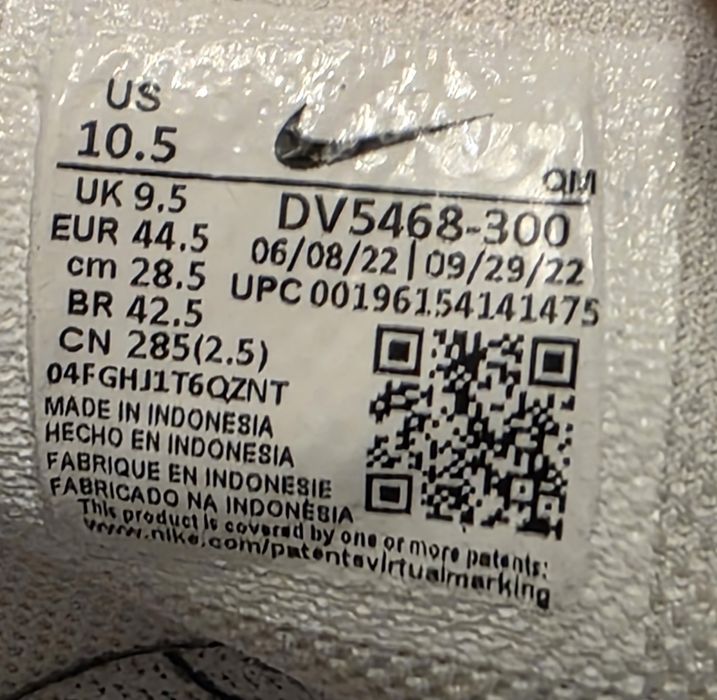 US
10.5
QM
UK 9.5
DV5468-300
EUR 44.5
06/08/22 | 09/29/22
cm 28.5
UPC 00196154141475
BR 42.5
CN 285(2.5)
04FGHJ1T6QZNT
MADE IN INDONESIA
HECHO EN INDONESIA
FABRIQUE EN INDONESIE
FABRICADO NA INDONÉSIA
This product is covered by one or more patents:
www.nike.com/patentsvirtualmarking